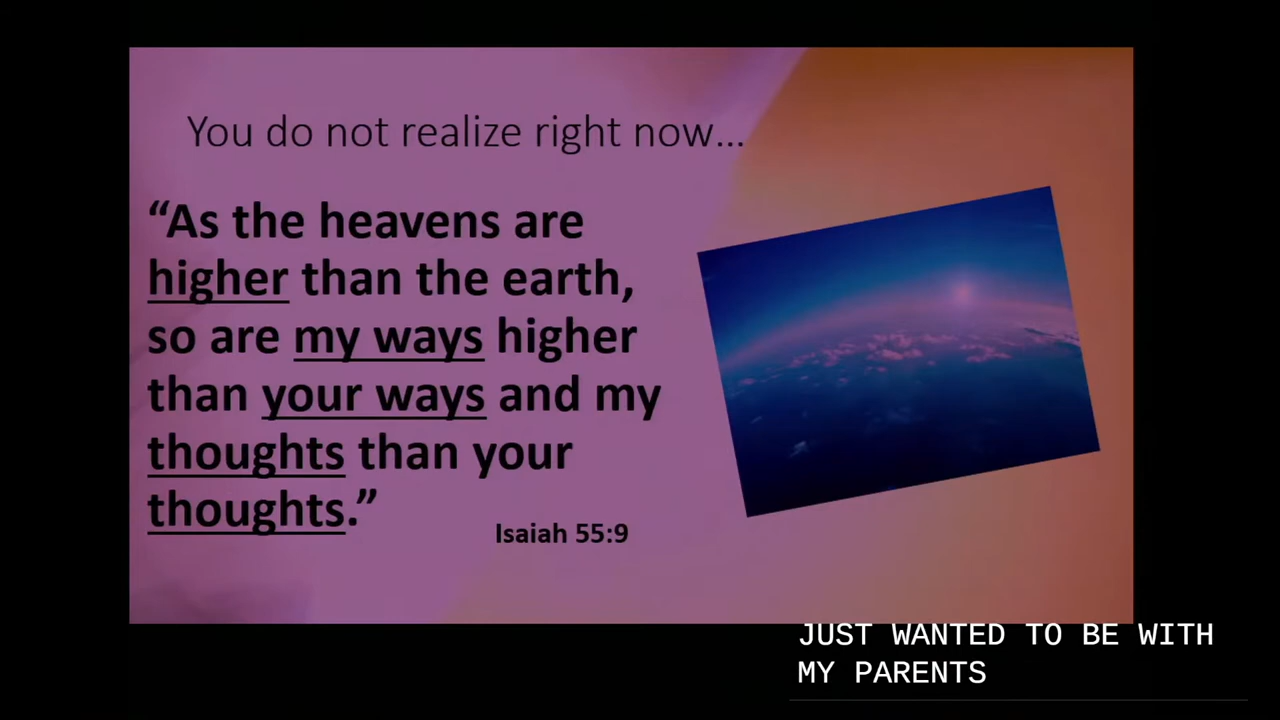 You do not realize right now...
“As the heavens are
higher than the earth,
so are my ways higher
than your ways and my
thoughts than your
thoughts.”
Isaiah 55:9
JUST WANTED TO BE WITH
MY PARENTS